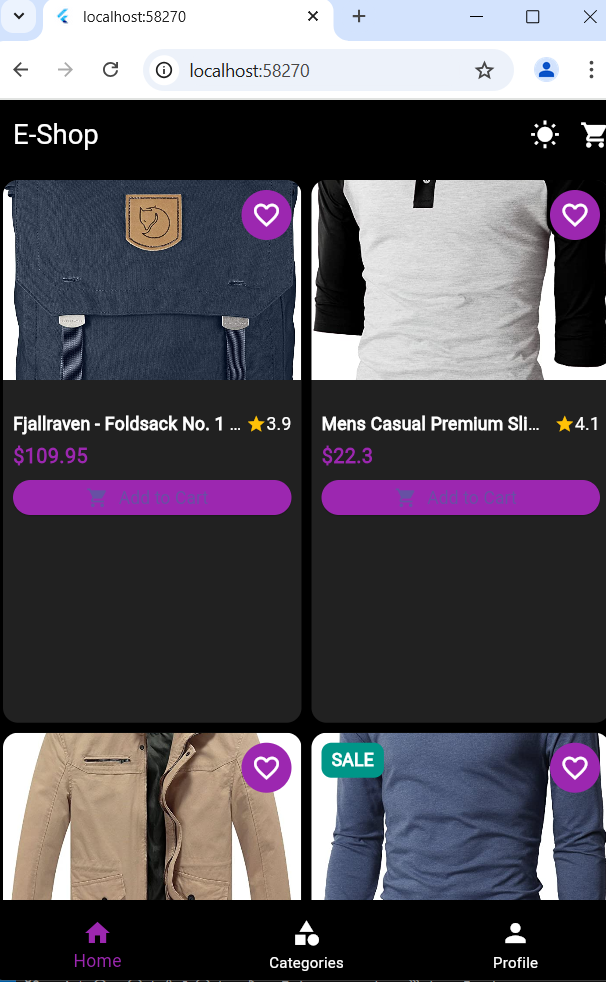 localhost:58270
localhost:58270
E-Shop
Fjallraven - Foldsack No. 1 ... 3.9
$109.95
Add to Cart
Mens Casual Premium Sli... 4.1
$22.3
Add to Cart
SALE
Home
Categories
Profile